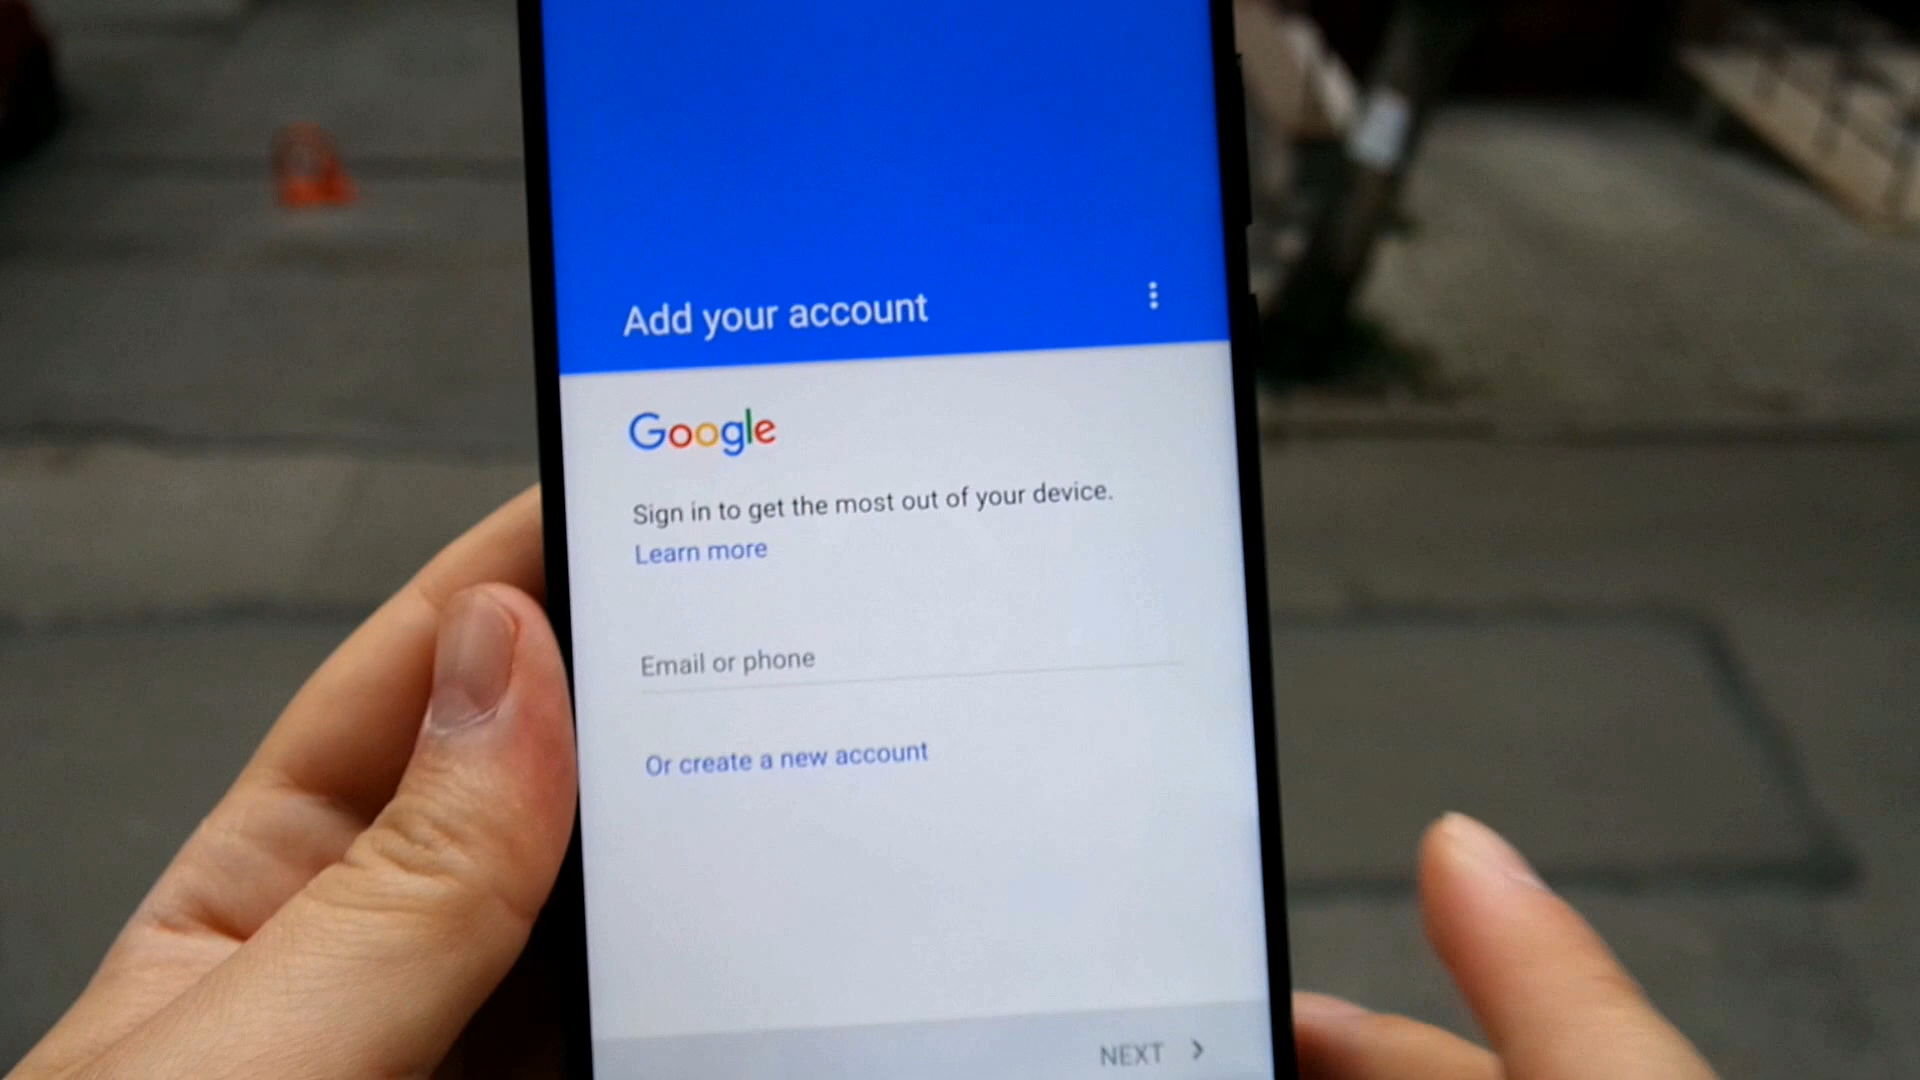 Add your account
Google
Sign in to get the most out of your device.
Learn more
Email or phone
Or create a new account
NEXT